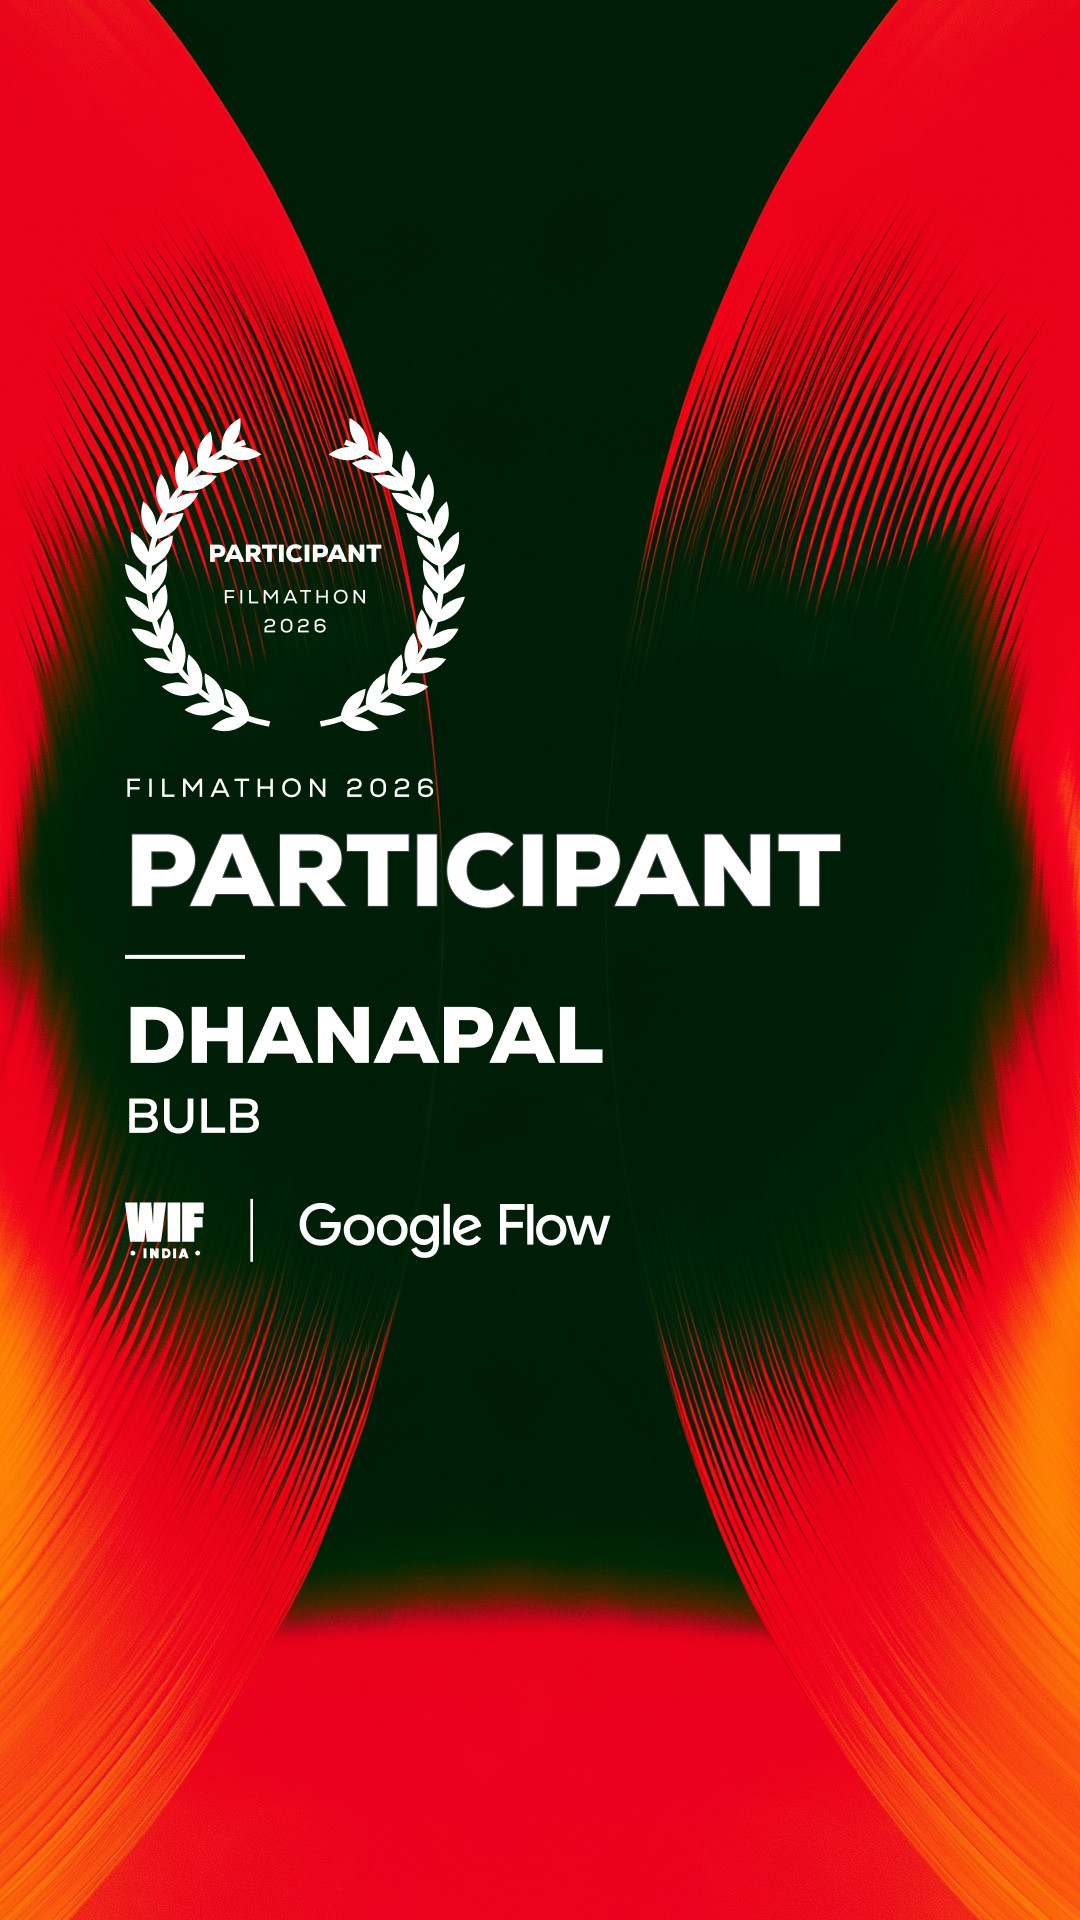 PARTICIPANT
FILMATHON
2026
FILMATHON 2026
PARTICIPANT
DHANAPAL
BULB
WIF
• INDIA •
Google Flow